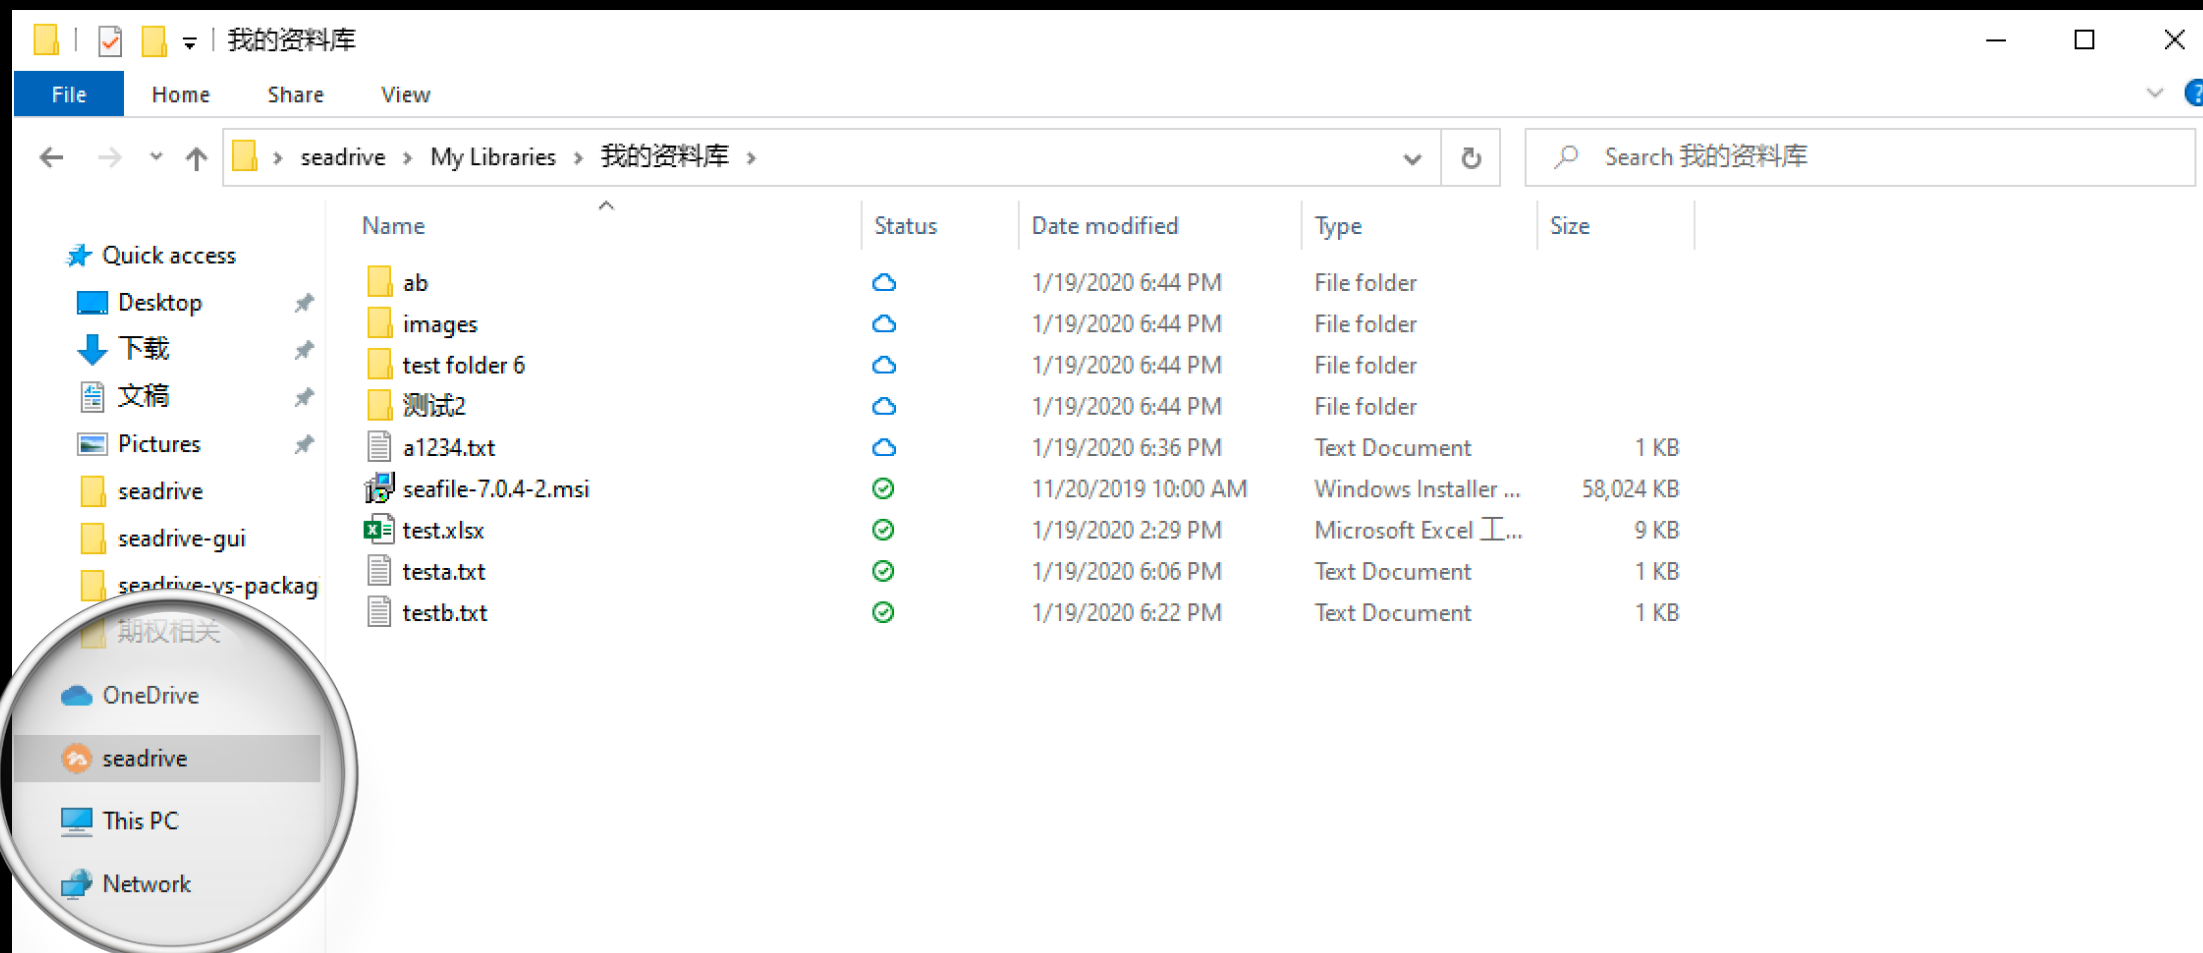 我的资料库
File Home Share View
seadrive My Libraries 我的资料库
Search 我的资料库
Name Status Date modified Type Size
Quick access
Desktop
下载
文稿
Pictures
seadrive
seadrive-gui
seadrive-vs-packag
期权相关
OneDrive
seadrive
This PC
Network
ab 1/19/2020 6:44 PM File folder
images 1/19/2020 6:44 PM File folder
test folder 6 1/19/2020 6:44 PM File folder
测试2 1/19/2020 6:44 PM File folder
a1234.txt 1/19/2020 6:36 PM Text Document 1 KB
seafile-7.0.4-2.msi 11/20/2019 10:00 AM Windows Installer ... 58,024 KB
test.xlsx 1/19/2020 2:29 PM Microsoft Excel 工... 9 KB
testa.txt 1/19/2020 6:06 PM Text Document 1 KB
testb.txt 1/19/2020 6:22 PM Text Document 1 KB